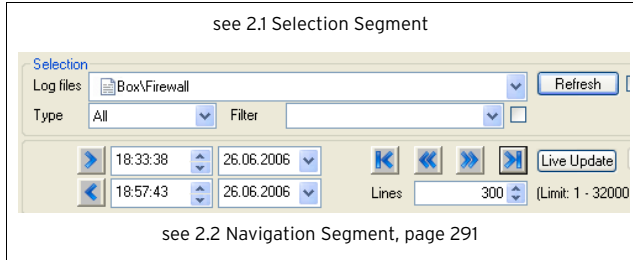 see 2.1 Selection Segment
Selection
Log files Box\Firewall Refresh
Type All Filter
18:33:38 26.06.2006 Live Update
18:57:43 26.06.2006 Lines 300 (Limit: 1 - 32000
see 2.2 Navigation Segment, page 291